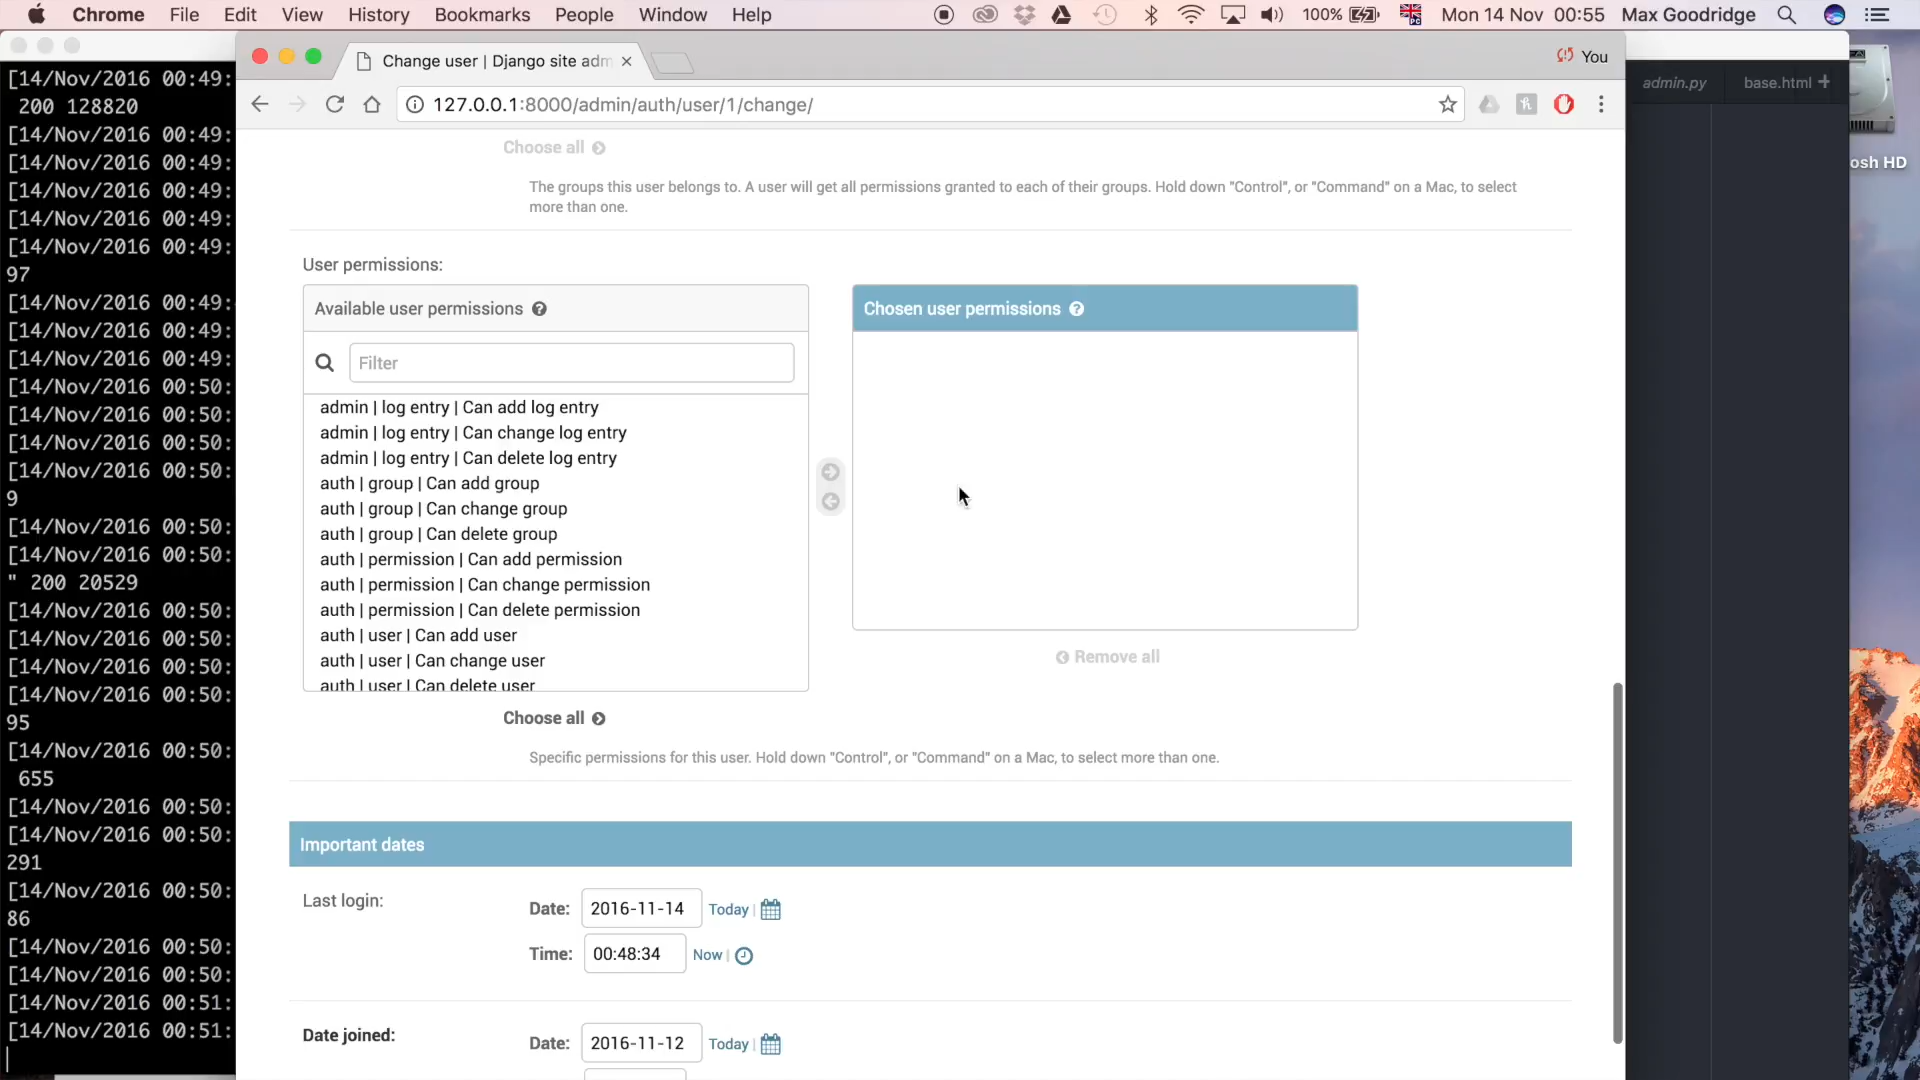 Chrome File Edit View History Bookmarks People Window Help 100% Mon 14 Nov 00:55 Max Goodridge
Change user | Django site adm
You
127.0.0.1:8000/admin/auth/user/1/change/
admin.py
base.html
osh HD
[14/Nov/2016 00:49:
200 128820
[14/Nov/2016 00:49:
[14/Nov/2016 00:49:
[14/Nov/2016 00:49:
[14/Nov/2016 00:49:
[14/Nov/2016 00:49:
97
[14/Nov/2016 00:49:
[14/Nov/2016 00:49:
[14/Nov/2016 00:49:
[14/Nov/2016 00:50:
[14/Nov/2016 00:50:
[14/Nov/2016 00:50:
[14/Nov/2016 00:50:
9
[14/Nov/2016 00:50:
[14/Nov/2016 00:50:
" 200 20529
[14/Nov/2016 00:50:
[14/Nov/2016 00:50:
[14/Nov/2016 00:50:
[14/Nov/2016 00:50:
95
[14/Nov/2016 00:50:
655
[14/Nov/2016 00:50:
[14/Nov/2016 00:50:
291
[14/Nov/2016 00:50:
86
[14/Nov/2016 00:50:
[14/Nov/2016 00:50:
[14/Nov/2016 00:51:
[14/Nov/2016 00:51:
Choose all
The groups this user belongs to. A user will get all permissions granted to each of their groups. Hold down "Control", or "Command" on a Mac, to select
more than one.
User permissions:
Available user permissions
Filter
admin | log entry | Can add log entry
admin | log entry | Can change log entry
admin | log entry | Can delete log entry
auth | group | Can add group
auth | group | Can change group
auth | group | Can delete group
auth | permission | Can add permission
auth | permission | Can change permission
auth | permission | Can delete permission
auth | user | Can add user
auth | user | Can change user
auth | user | Can delete user
Choose all
Chosen user permissions
Remove all
Specific permissions for this user. Hold down "Control", or "Command" on a Mac, to select more than one.
Important dates
Last login:
Date: 2016-11-14 Today |
Time: 00:48:34 Now |
Date joined:
Date: 2016-11-12 Today |